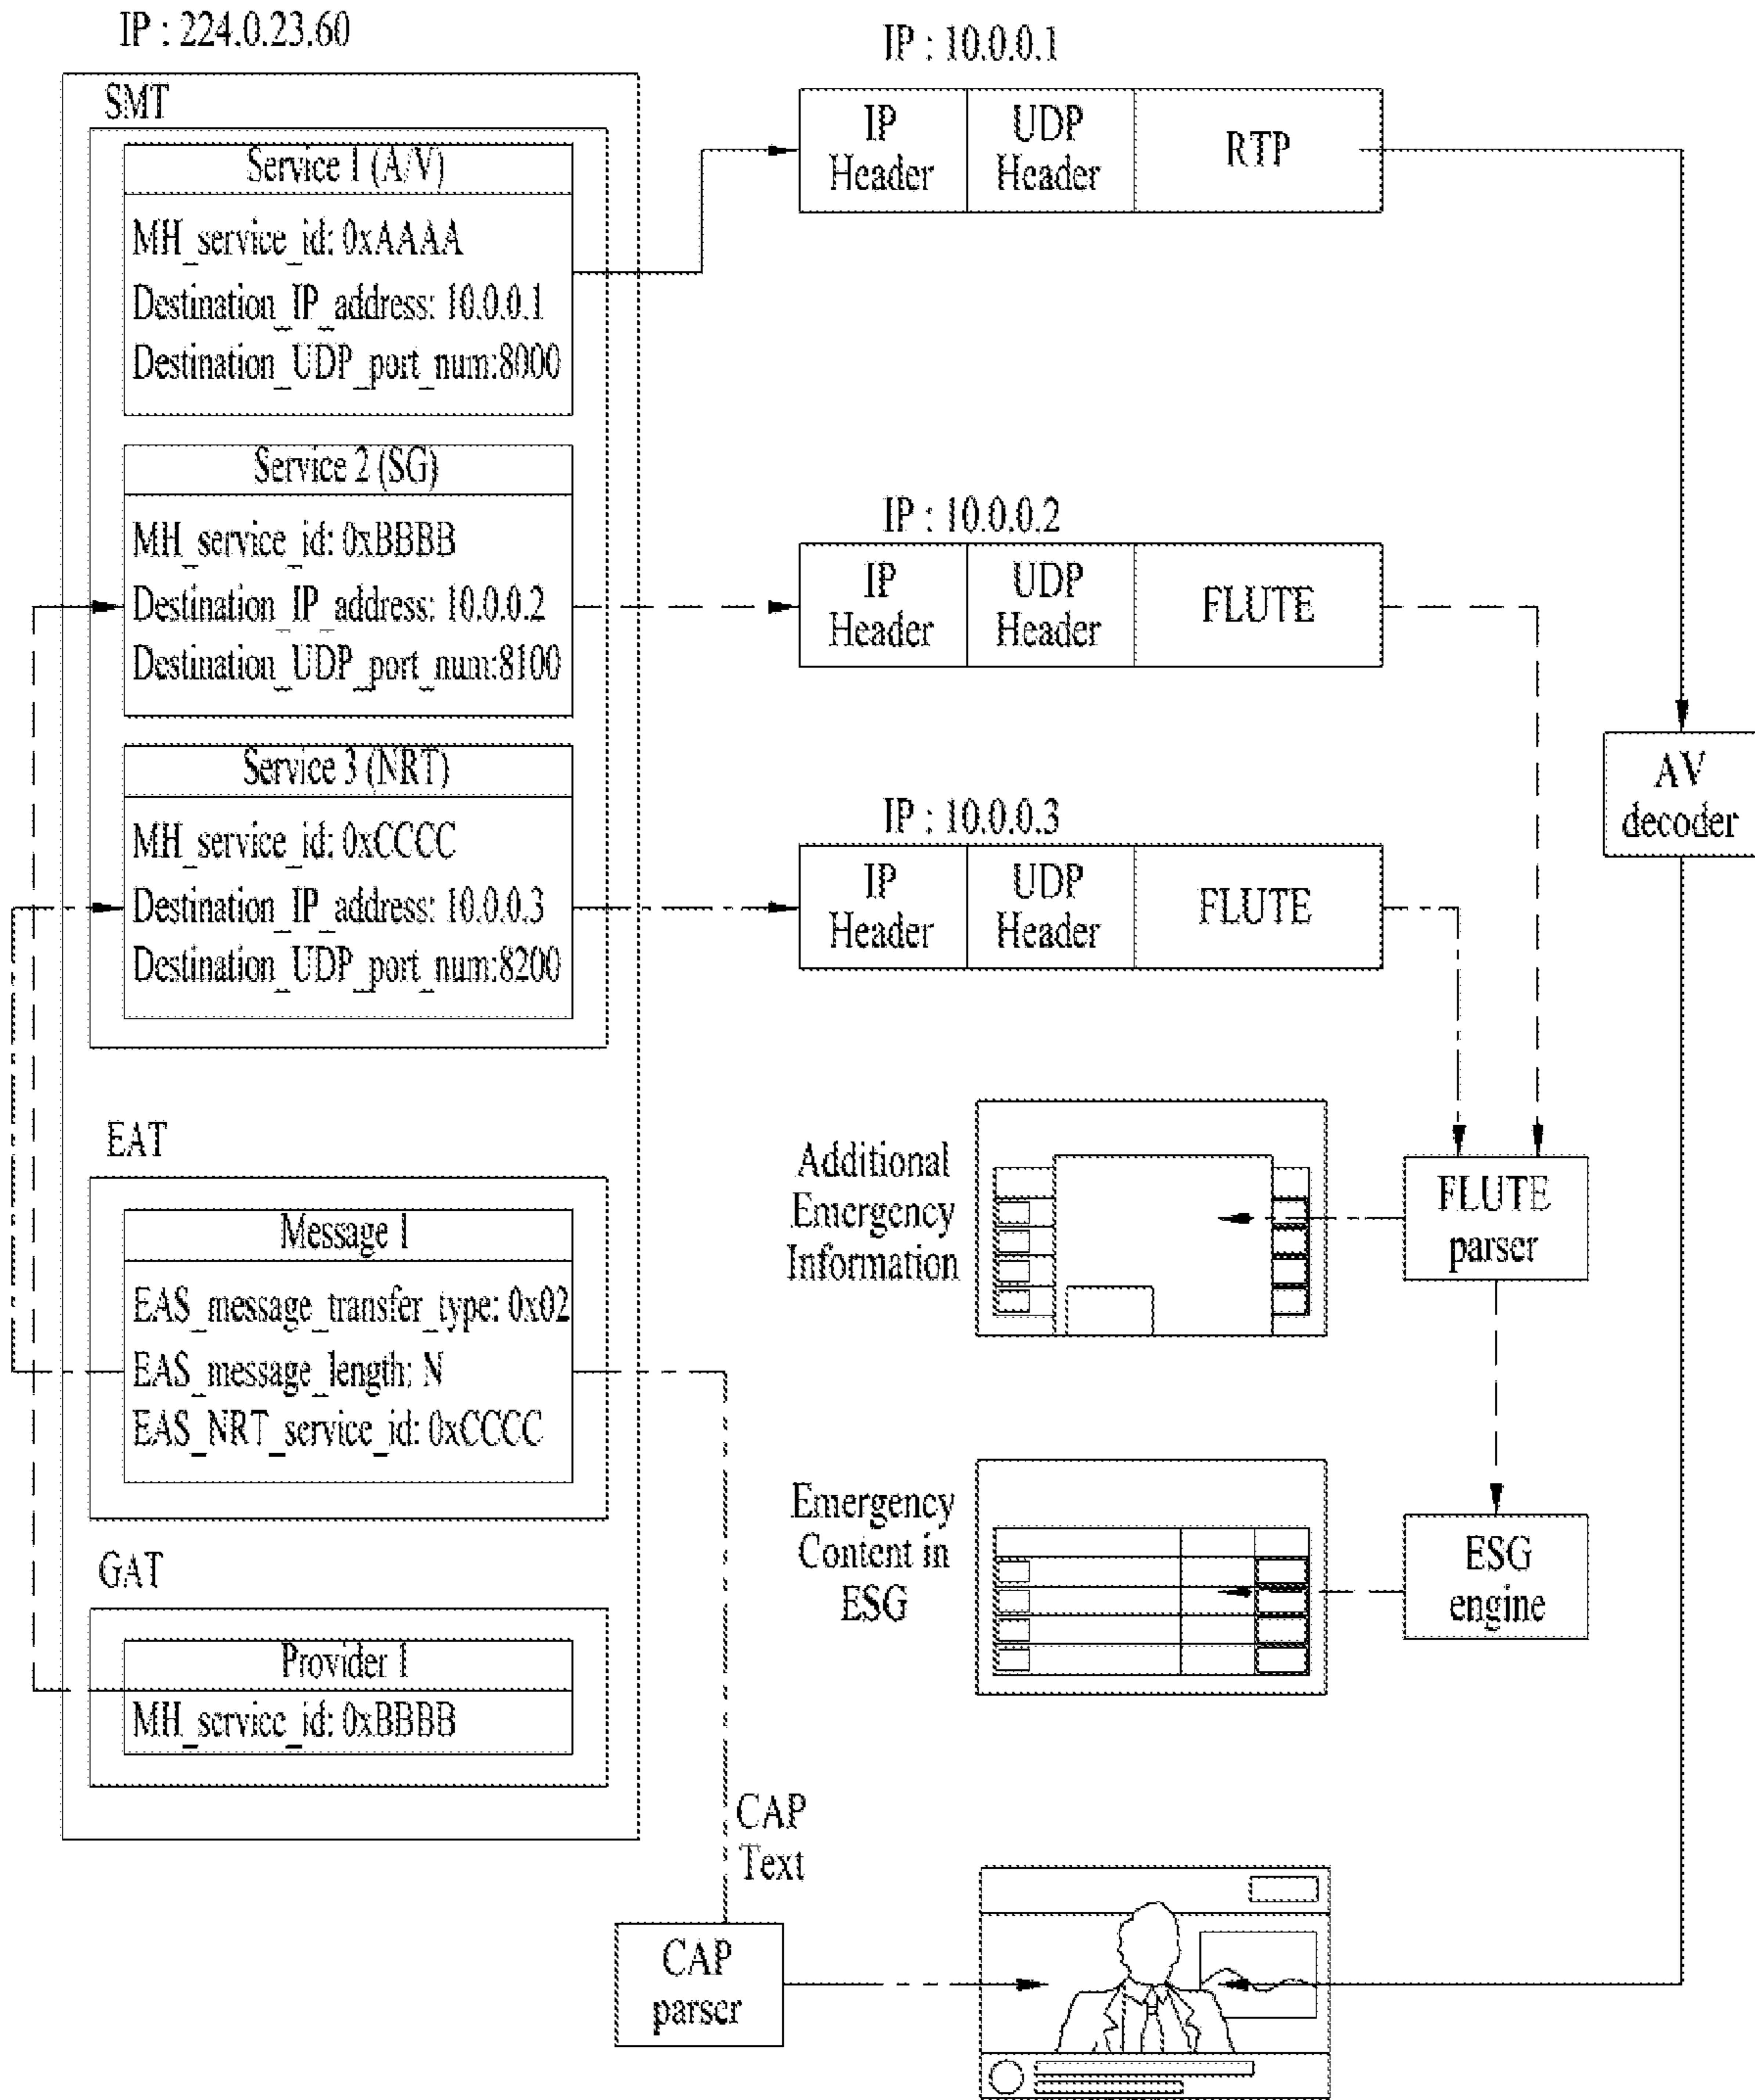 IP : 224.0.23.60
SMT
Service 1 (A/V)
MH_service_id: 0xAAAA
Destination_IP_address: 10.0.0.1
Destination_UDP_port_num:8000
Service 2 (SG)
MH_service_id: 0xBBBB
Destination_IP_address: 10.0.0.2
Destination_UDP_port_num:8100
Service 3 (NRT)
MH_service_id: 0xCCCC
Destination_IP_address: 10.0.0.3
Destination_UDP_port_num:8200
EAT
Message 1
EAS_message_transfer_type: 0x02
EAS_message_length: N
EAS_NRT_service_id: 0xCCCC
GAT
Provider 1
MH_service_id: 0xBBBB
IP : 10.0.0.1
IP
Header
UDP
Header
RTP
IP : 10.0.0.2
IP
Header
UDP
Header
FLUTE
IP : 10.0.0.3
IP
Header
UDP
Header
FLUTE
AV
decoder
Additional
Emergency
Information
FLUTE
parser
Emergency
Content in
ESG
ESG
engine
CAP
Text
CAP
parser